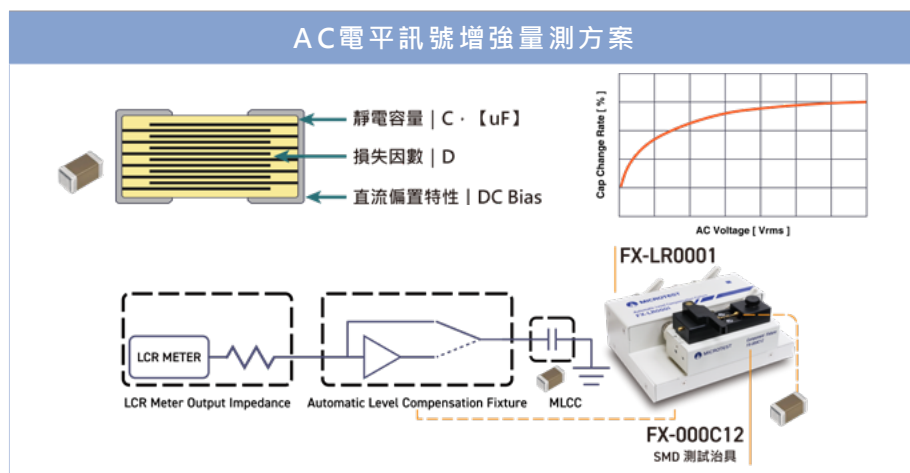 AC電平訊號增強量測方案
靜電容量 | C．【uF】
損失因數 | D
直流偏置特性 | DC Bias
Cap Change Rate [ % ]
AC Voltage [ Vrms ]
FX-LR0001
MICROTEST
MICROTEST
LCR METER
LCR Meter Output Impedance
Automatic Level Compensation Fixture
MLCC
FX-000C12
SMD 測試治具